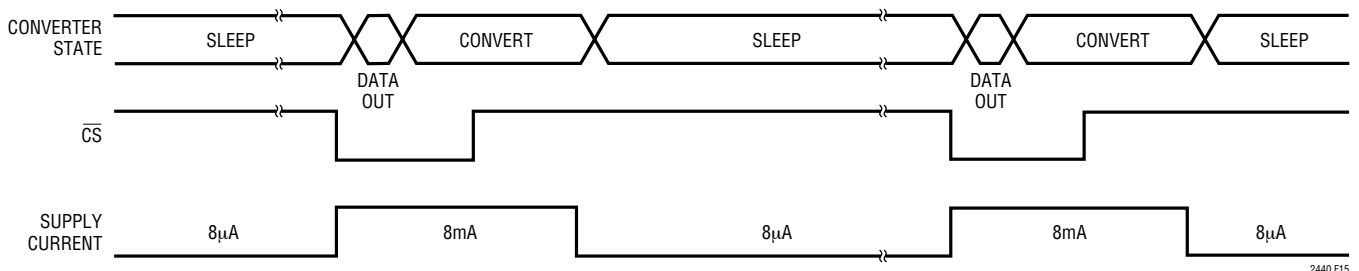 CONVERTER
STATE
SLEEP
DATA
OUT
CONVERT
SLEEP
DATA
OUT
CONVERT
SLEEP
CS
SUPPLY
CURRENT
8μA
8mA
8μA
8mA
8μA
2440 F15